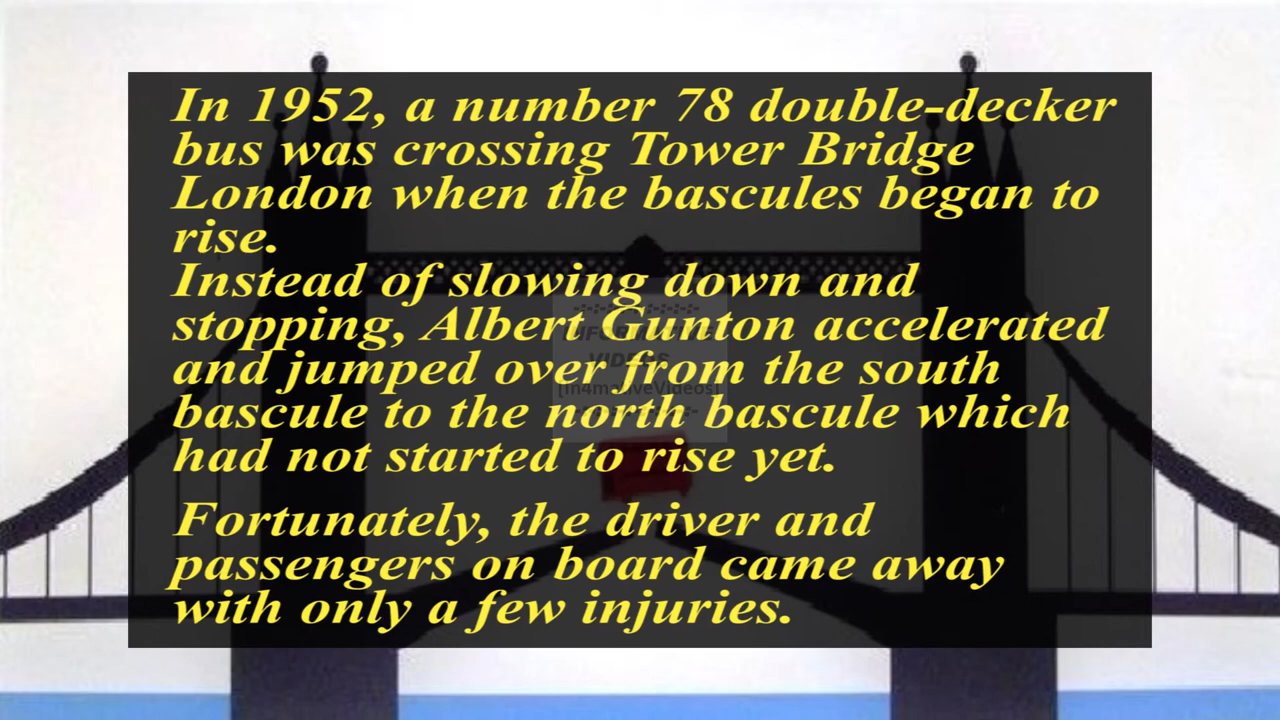 In 1952, a number 78 double-decker
bus was crossing Tower Bridge
London when the bascules began to
rise.
Instead of slowing down and
stopping, Albert Gunton accelerated
and jumped over from the south
bascule to the north bascule which
had not started to rise yet.
Fortunately, the driver and
passengers on board came away
with only a few injuries.
INFORMATIVE
VIDEOS
[In4mativeVideos]